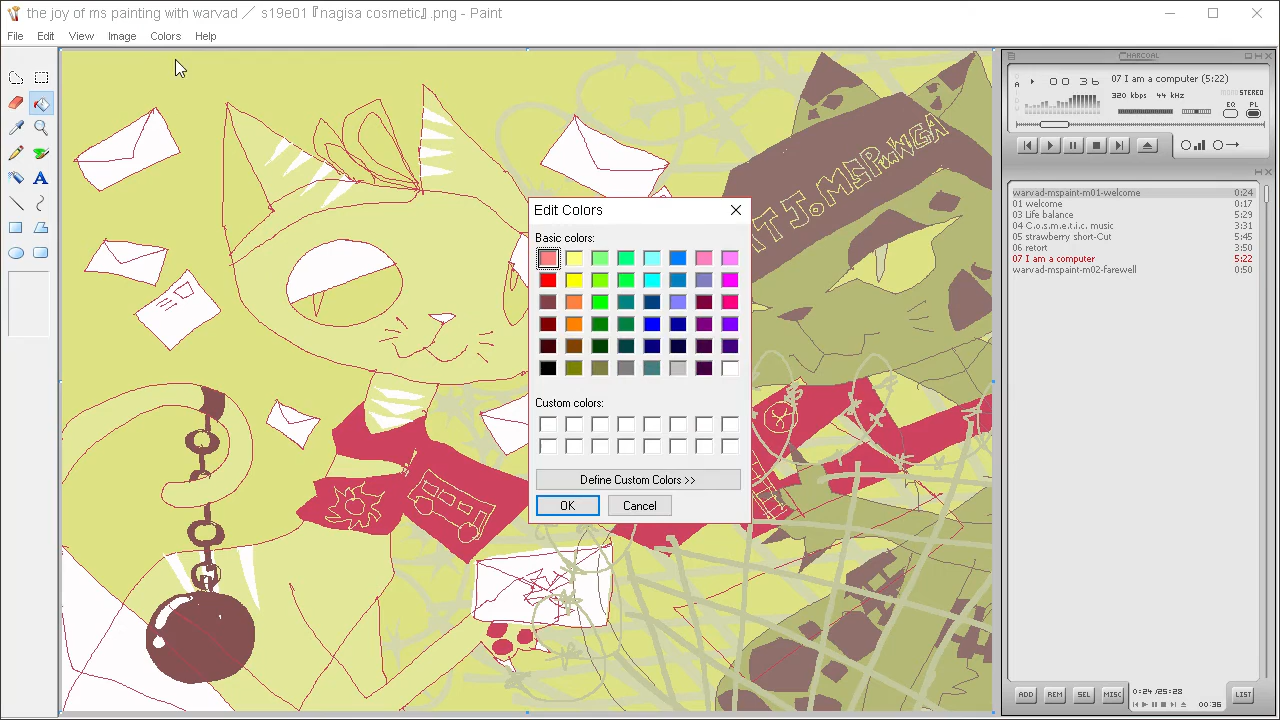 the joy of ms painting with warvad ／ s19e01『nagisa cosmetic』.png - Paint
File Edit View Image Colors Help
CHARCOAL
00 36
07 I am a computer (5:22)
320 kbps 44 kHz
STEREO
EQ PL
warvad-mspaint-m01-welcome 0:24
01 welcome 0:17
03 Life balance 5:29
04 C.o.s.m.e.t.i.c. music 3:31
05 strawberry short-Cut 5:45
06 retort 3:50
07 I am a computer 5:22
warvad-mspaint-m02-farewell 0:50
ADD REM SEL MISC 0:24/25:28 00:36 LIST
Edit Colors
Basic colors:
Custom colors:
Define Custom Colors >>
OK Cancel